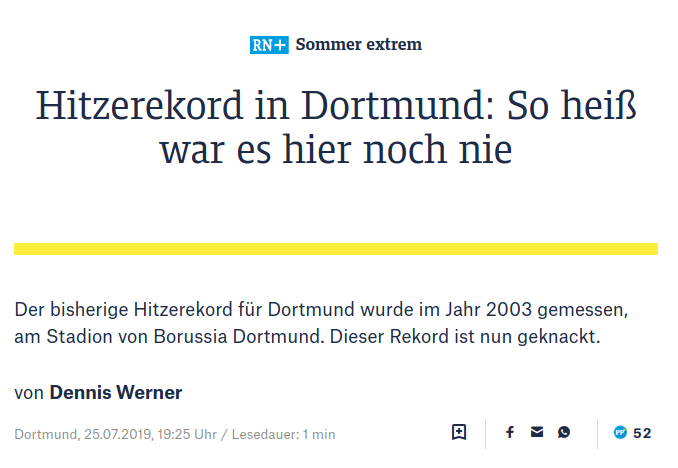 RN+ Sommer extrem
Hitzerekord in Dortmund: So heiß
war es hier noch nie
Der bisherige Hitzerekord für Dortmund wurde im Jahr 2003 gemessen,
am Stadion von Borussia Dortmund. Dieser Rekord ist nun geknackt.
von Dennis Werner
Dortmund, 25.07.2019, 19:25 Uhr / Lesedauer: 1 min
PP 52